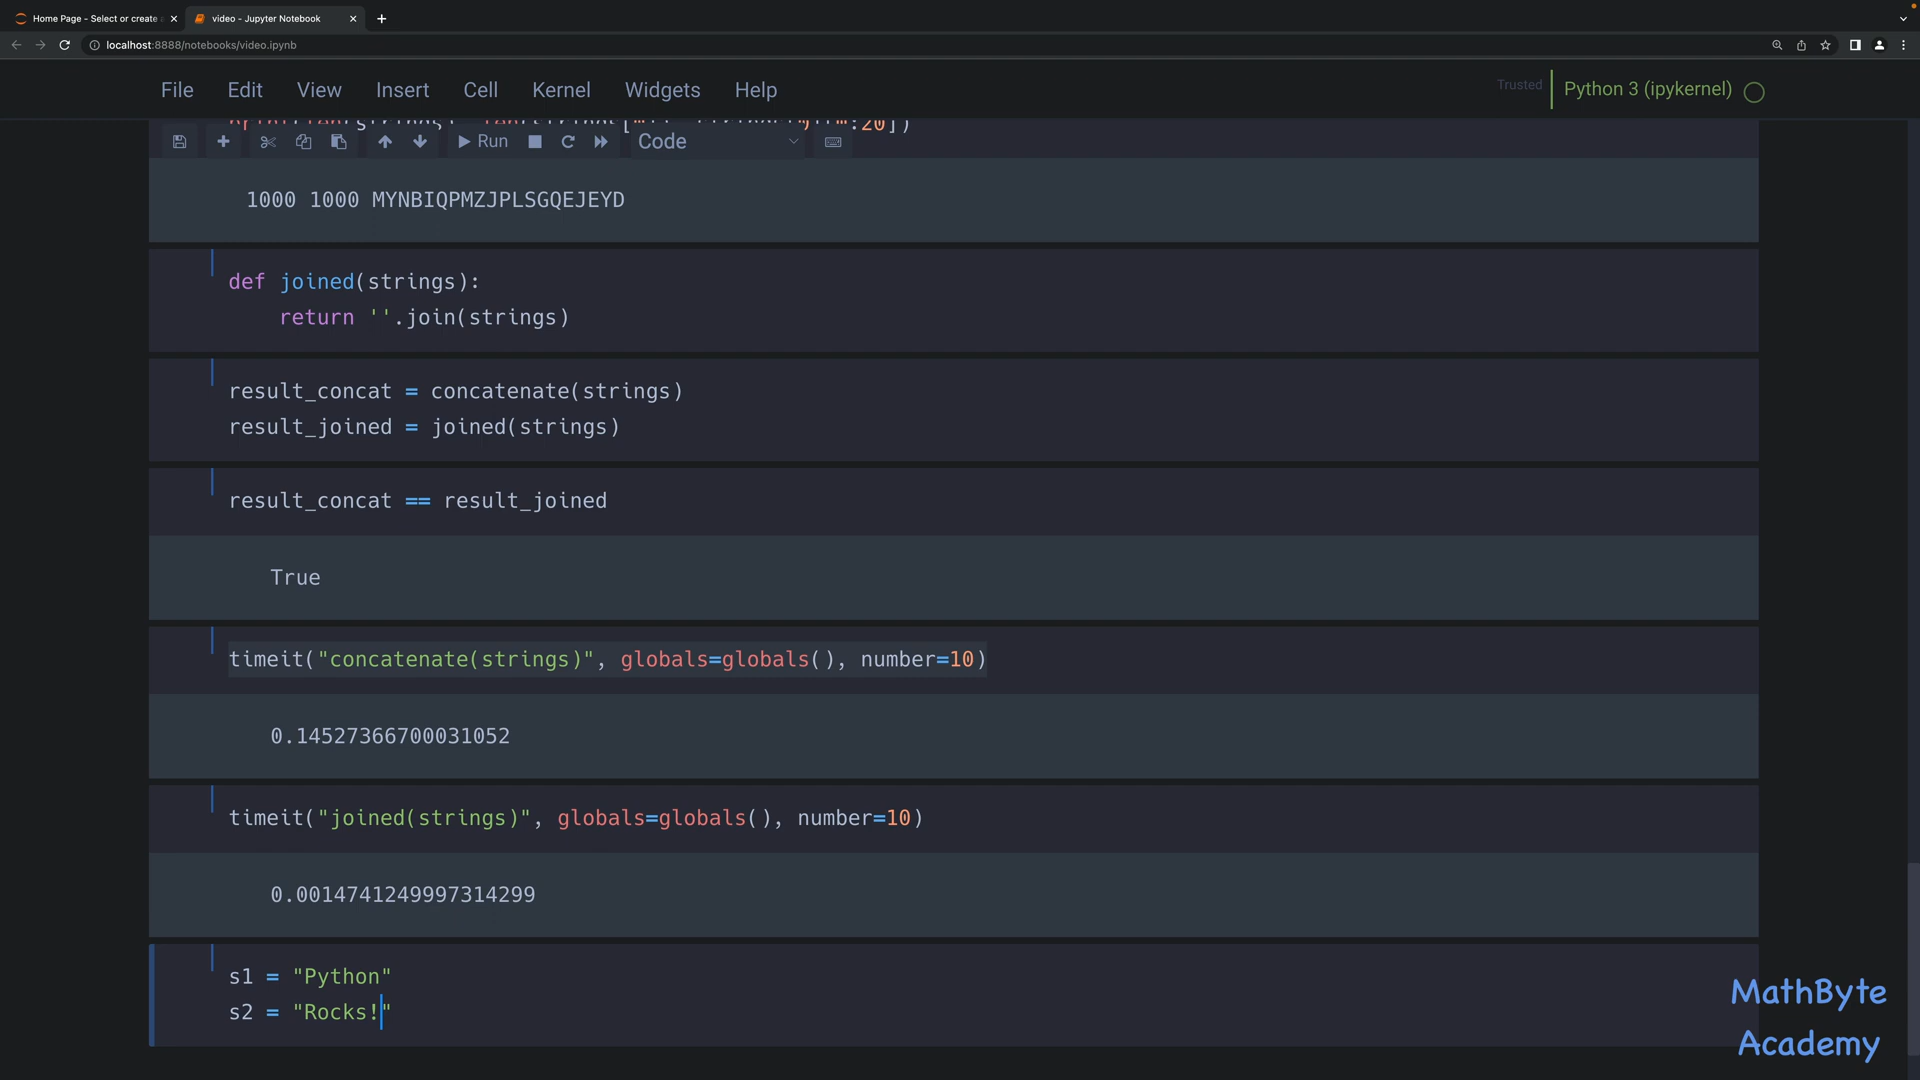 Home Page - Select or create
video - Jupyter Notebook
localhost:8888/notebooks/video.ipynb
File Edit View Insert Cell Kernel Widgets Help
Trusted
Python 3 (ipykernel)
:20])
Run
Code
1000 1000 MYNBIQPMZJPLSGQEJEYD
def joined(strings):
return ''.join(strings)
result_concat = concatenate(strings)
result_joined = joined(strings)
result_concat == result_joined
True
timeit("concatenate(strings)", globals=globals(), number=10)
0.14527366700031052
timeit("joined(strings)", globals=globals(), number=10)
0.0014741249997314299
s1 = "Python"
s2 = "Rocks!"
MathByte
Academy